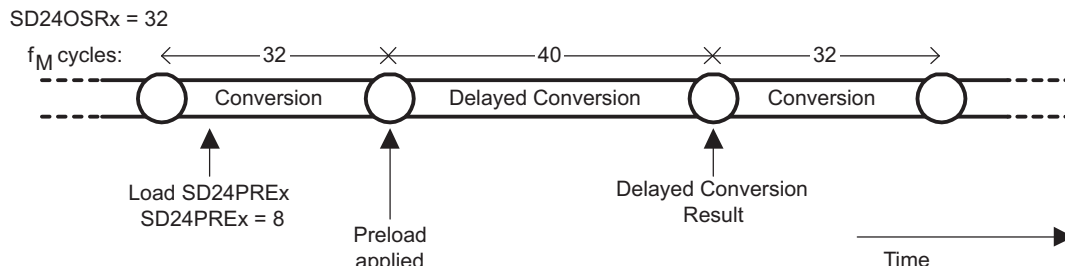 SD24OSRx = 32
fM cycles:
32
40
32
Conversion
Delayed Conversion
Conversion
Load SD24PREx
SD24PREx = 8
Delayed Conversion
Result
Preload
applied
Time